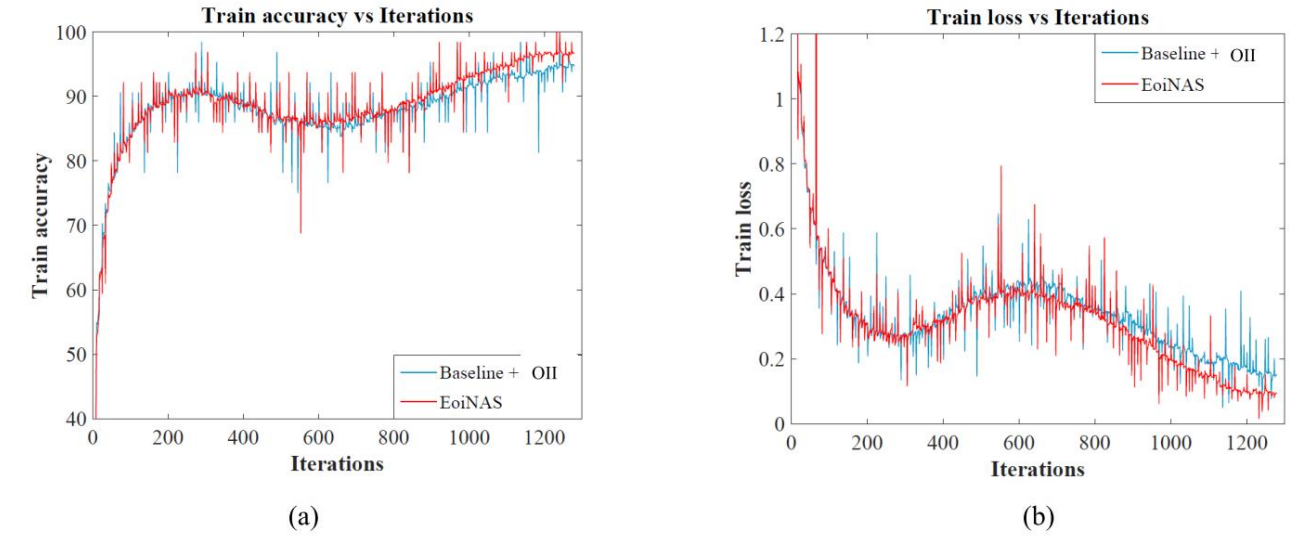 Train accuracy vs Iterations
100
90
80
70
60
50
40
Train accuracy
Baseline + OII
EoiNAS
0 200 400 600 800 1000 1200
Iterations
(a)
Train loss vs Iterations
1.2
1
0.8
0.6
0.4
0.2
0
Train loss
Baseline + OII
EoiNAS
0 200 400 600 800 1000 1200
Iterations
(b)